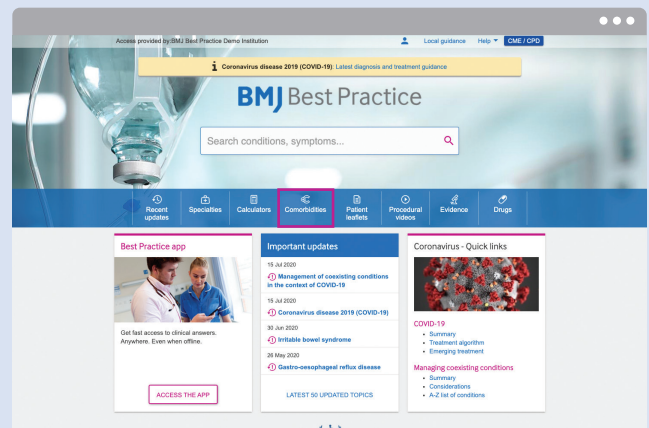 Access provided by BMJ Best Practice Demo Institution
Local guidance
Help
CME / CPD
Coronavirus disease 2019 (COVID-19): Latest diagnosis and treatment guidance
BMJ Best Practice
Search conditions, symptoms...
Recent updates
Specialties
Calculators
Comorbidities
Patient leaflets
Procedural videos
Evidence
Drugs
Best Practice app
Get fast access to clinical answers.
Anywhere. Even when offline.
ACCESS THE APP
Important updates
15 Jul 2020
Management of coexisting conditions
in the context of COVID-19
15 Jul 2020
Coronavirus disease 2019 (COVID-19)
30 Jun 2020
Irritable bowel syndrome
26 May 2020
Gastro-oesophageal reflux disease
LATEST 50 UPDATED TOPICS
Coronavirus - Quick links
COVID-19
Summary
Treatment algorithm
Emerging treatment
Managing coexisting conditions
Summary
Considerations
A-Z list of conditions